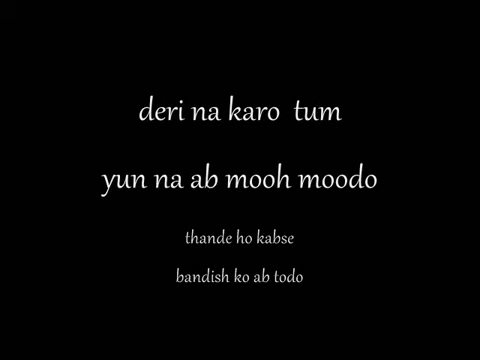 deri na karo tum
yun na ab mooh moodo
thande ho kabse
bandish ko ab todo